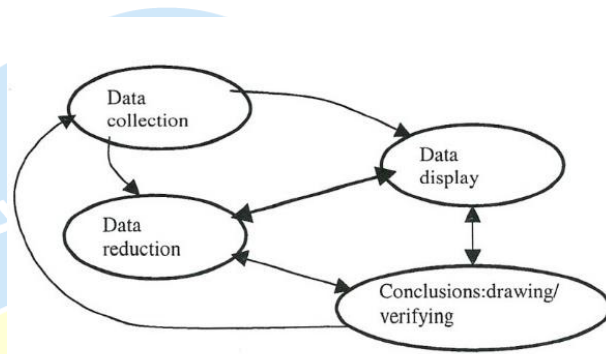 Data
collection
Data
display
Data
reduction
Conclusions:drawing/
verifying